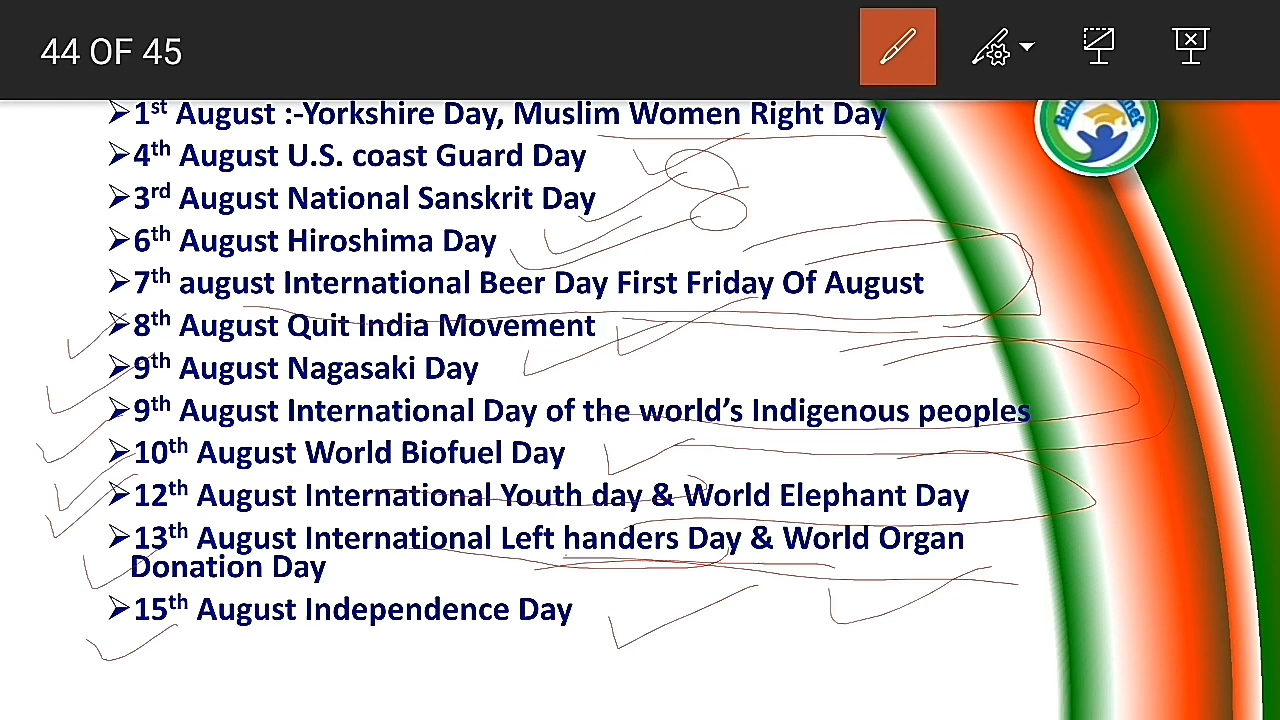 44 OF 45
➢1st August :-Yorkshire Day, Muslim Women Right Day
➢4th August U.S. coast Guard Day
➢3rd August National Sanskrit Day
➢6th August Hiroshima Day
➢7th august International Beer Day First Friday Of August
➢8th August Quit India Movement
➢9th August Nagasaki Day
➢9th August International Day of the world’s Indigenous peoples
➢10th August World Biofuel Day
➢12th August International Youth day & World Elephant Day
➢13th August International Left handers Day & World Organ
Donation Day
➢15th August Independence Day